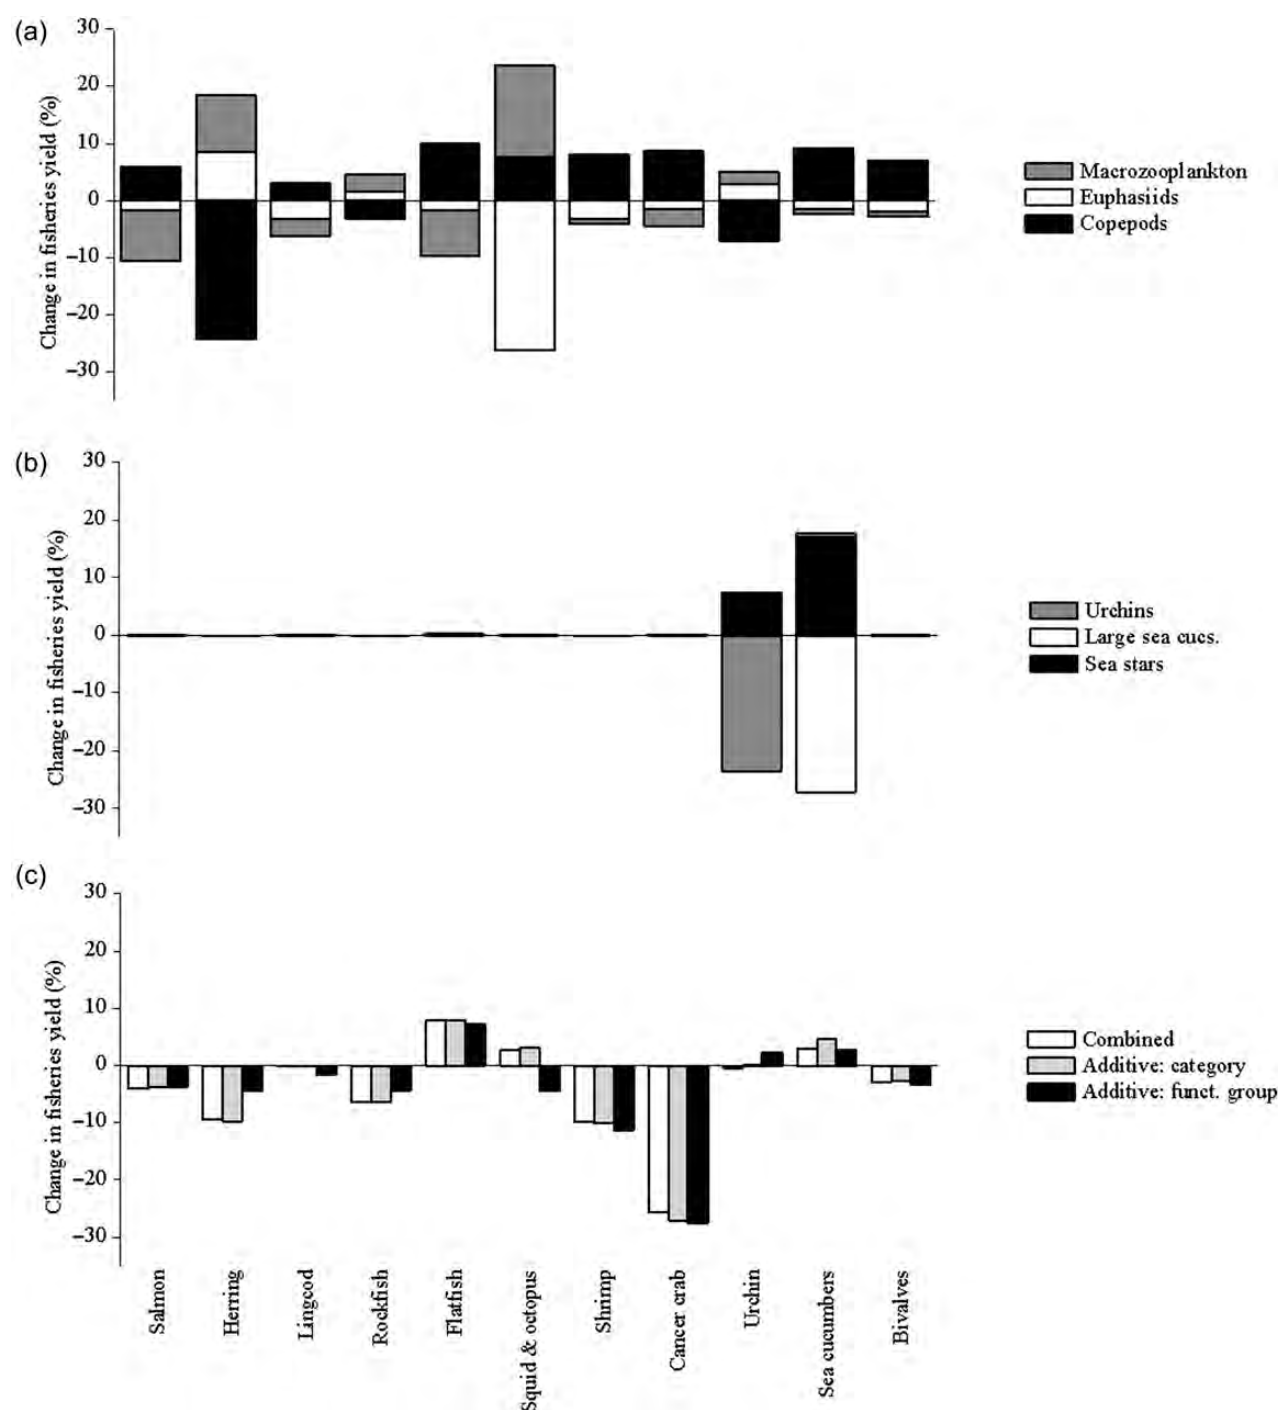 (a)
30
20
10
0
−10
−20
−30
Change in fisheries yield (%)
Macrozooplankton
Euphasiids
Copepods
(b)
30
20
10
0
−10
−20
−30
Change in fisheries yield (%)
Urchins
Large sea cucs.
Sea stars
(c)
30
20
10
0
−10
−20
−30
Change in fisheries yield (%)
Combined
Additive: category
Additive: funct. group
Salmon
Herring
Lingcod
Rockfish
Flatfish
Squid & octopus
Shrimp
Cancer crab
Urchin
Sea cucumbers
Bivalves